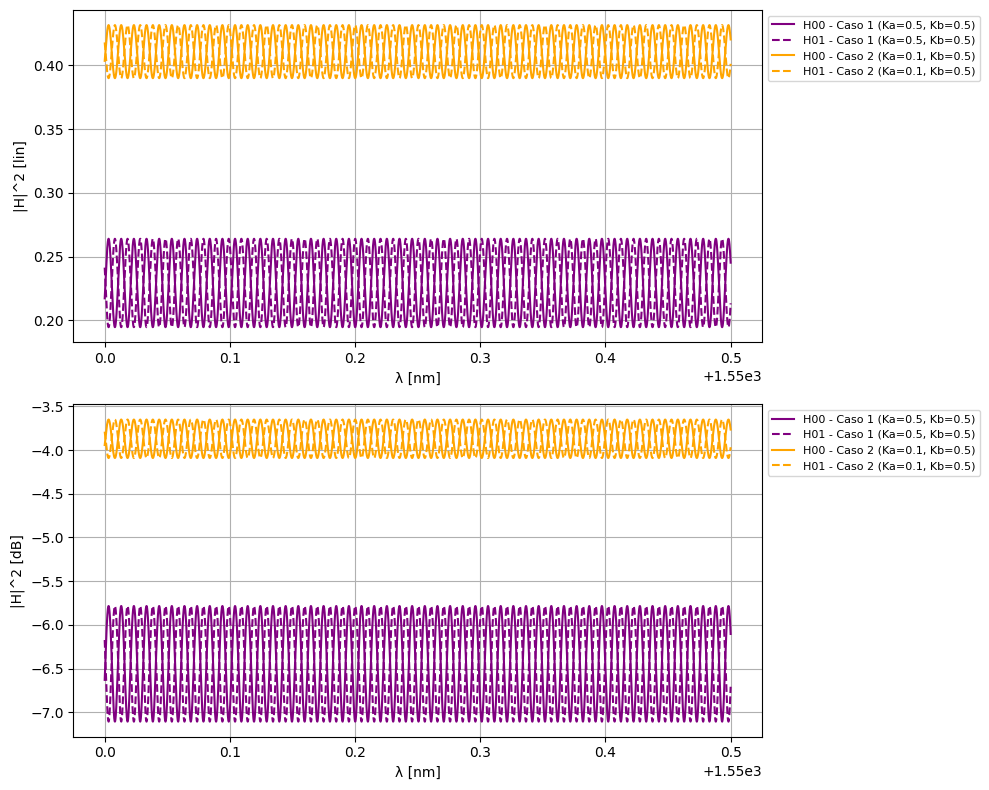 H00 - Caso 1 (Ka=0.5, Kb=0.5)
H01 - Caso 1 (Ka=0.5, Kb=0.5)
H00 - Caso 2 (Ka=0.1, Kb=0.5)
H01 - Caso 2 (Ka=0.1, Kb=0.5)
|H|^2 [lin]
0.40
0.35
0.30
0.25
0.20
0.0 0.1 0.2 0.3 0.4 0.5
λ [nm]
+1.55e3
H00 - Caso 1 (Ka=0.5, Kb=0.5)
H01 - Caso 1 (Ka=0.5, Kb=0.5)
H00 - Caso 2 (Ka=0.1, Kb=0.5)
H01 - Caso 2 (Ka=0.1, Kb=0.5)
|H|^2 [dB]
−3.5
−4.0
−4.5
−5.0
−5.5
−6.0
−6.5
−7.0
0.0 0.1 0.2 0.3 0.4 0.5
λ [nm]
+1.55e3